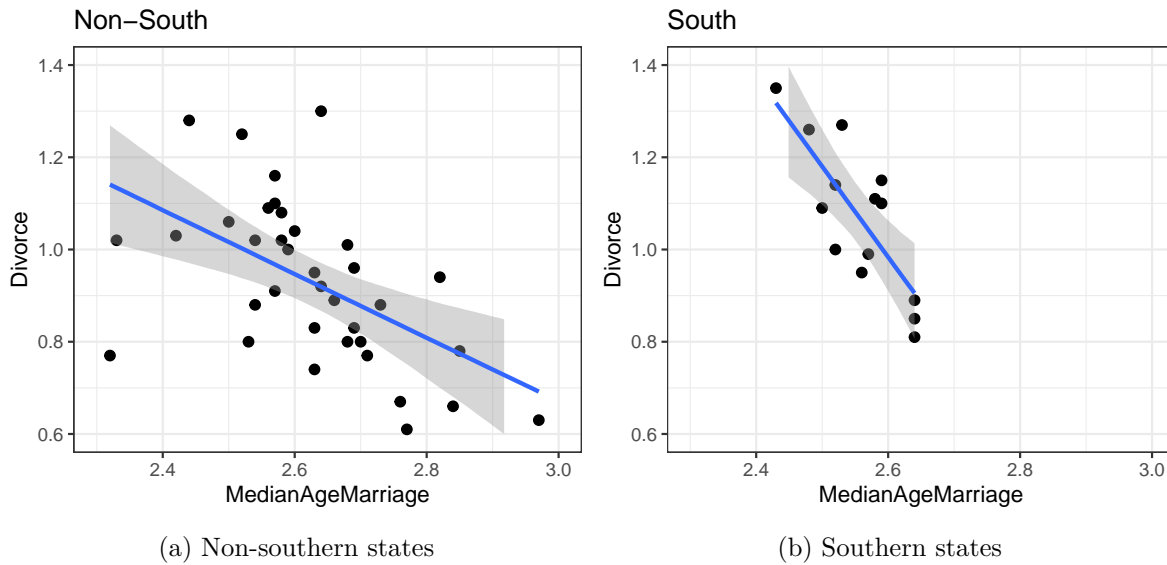 Non−South
1.4
1.2
1.0
0.8
0.6
Divorce
2.4 2.6 2.8 3.0
MedianAgeMarriage
(a) Non-southern states
South
1.4
1.2
1.0
0.8
0.6
Divorce
2.4 2.6 2.8 3.0
MedianAgeMarriage
(b) Southern states